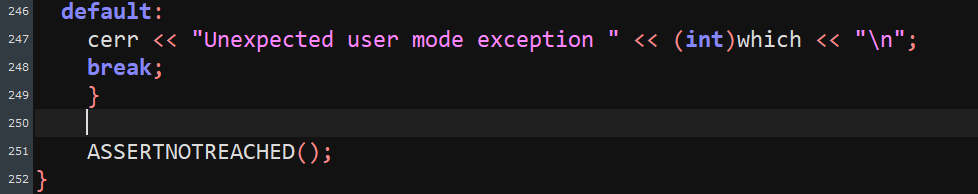 246 default:
247 cerr << "Unexpected user mode exception " << (int)which << "\n";
248 break;
249 }
250
251 ASSERTNOTREACHED();
252 }